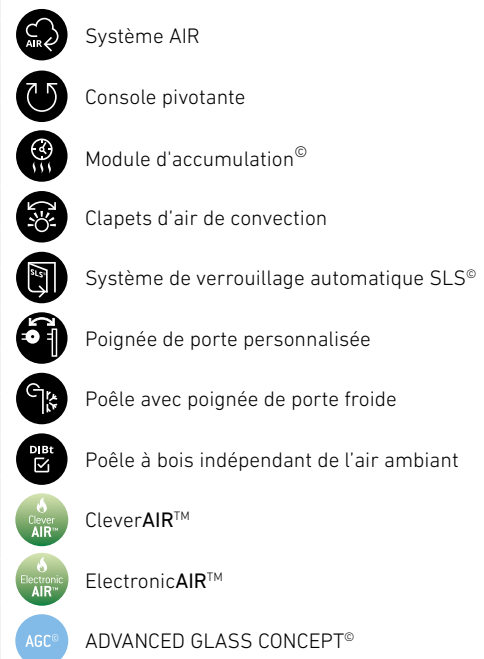 AIR Système AIR
Console pivotante
Module d'accumulation©
Clapets d’air de convection
SLS© Système de verrouillage automatique SLS©
Poignée de porte personnalisée
Poêle avec poignée de porte froide
DIBt Poêle à bois indépendant de l’air ambiant
Clever
AIR™ CleverAIR™
Electronic
AIR™ ElectronicAIR™
AGC© ADVANCED GLASS CONCEPT©